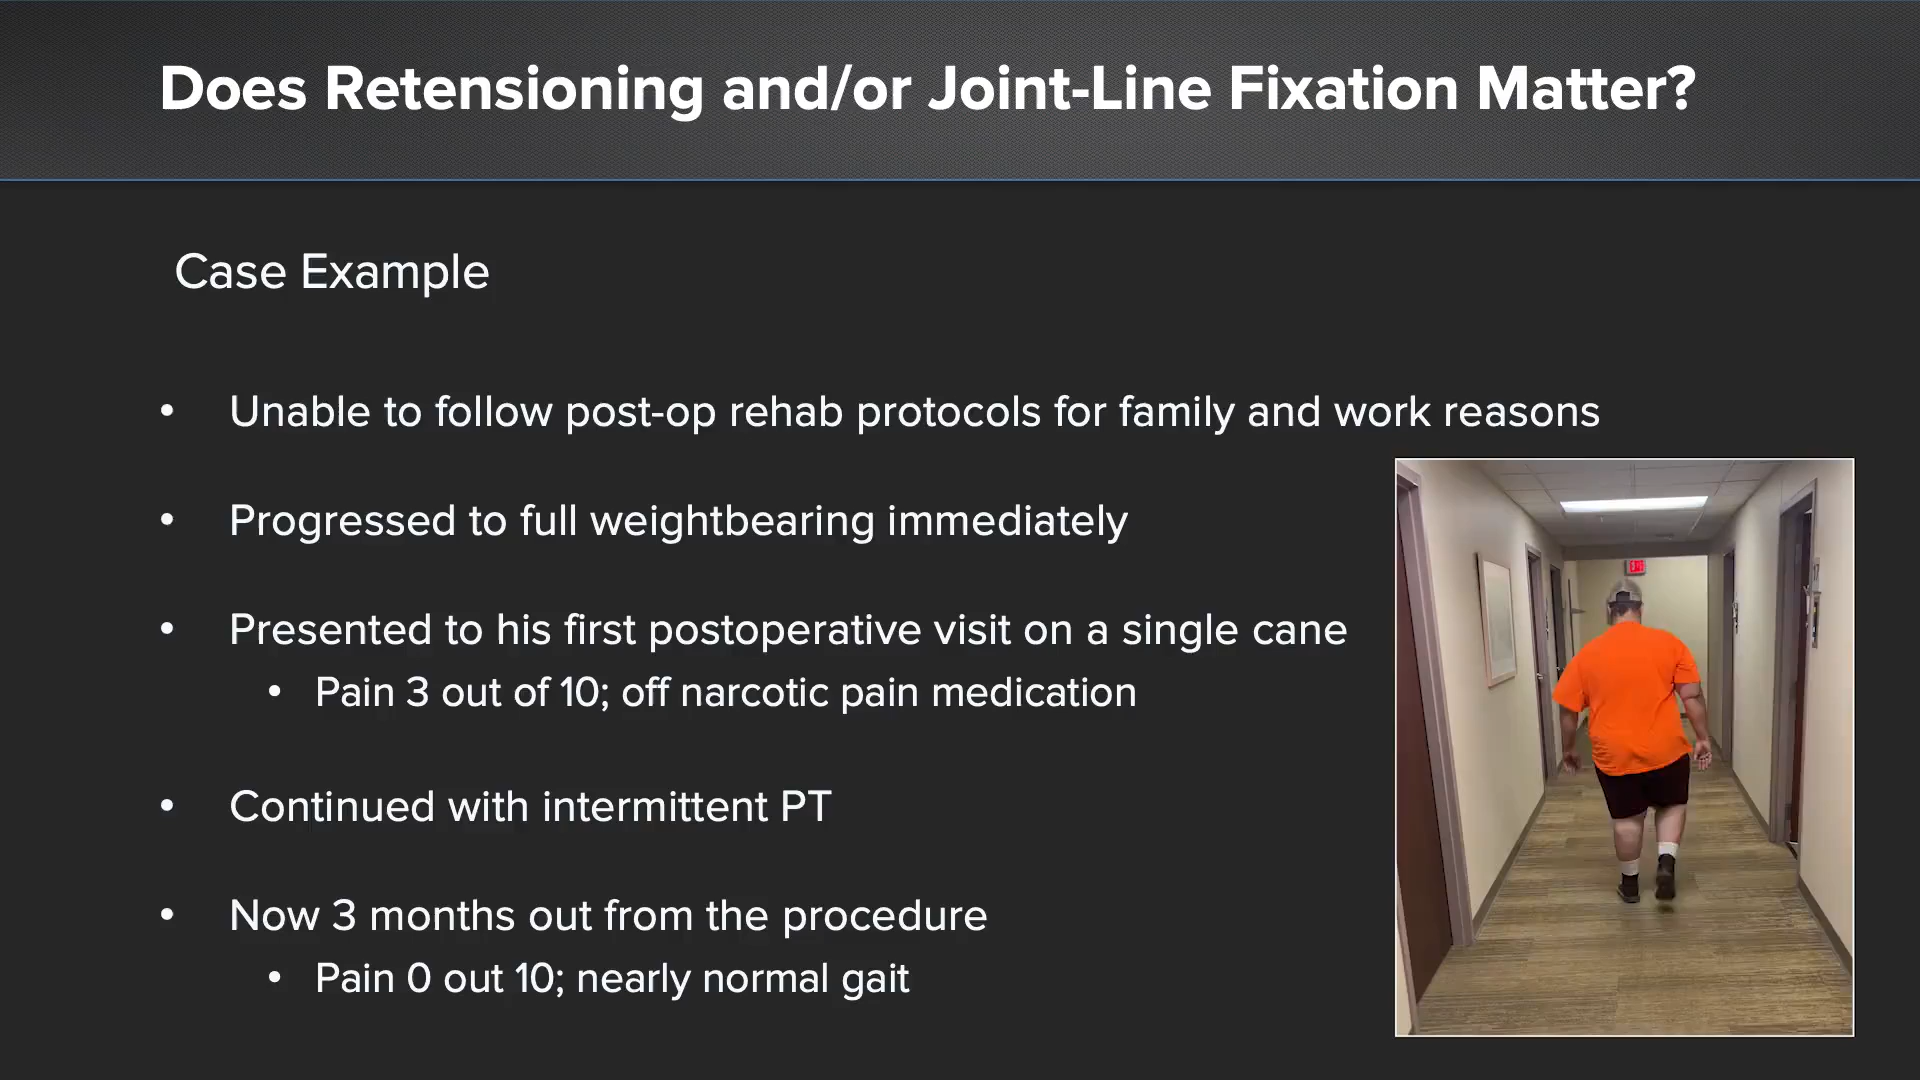 Does Retensioning and/or Joint-Line Fixation Matter?
Case Example
• Unable to follow post-op rehab protocols for family and work reasons
• Progressed to full weightbearing immediately
• Presented to his first postoperative visit on a single cane
• Pain 3 out of 10; off narcotic pain medication
• Continued with intermittent PT
• Now 3 months out from the procedure
• Pain 0 out 10; nearly normal gait